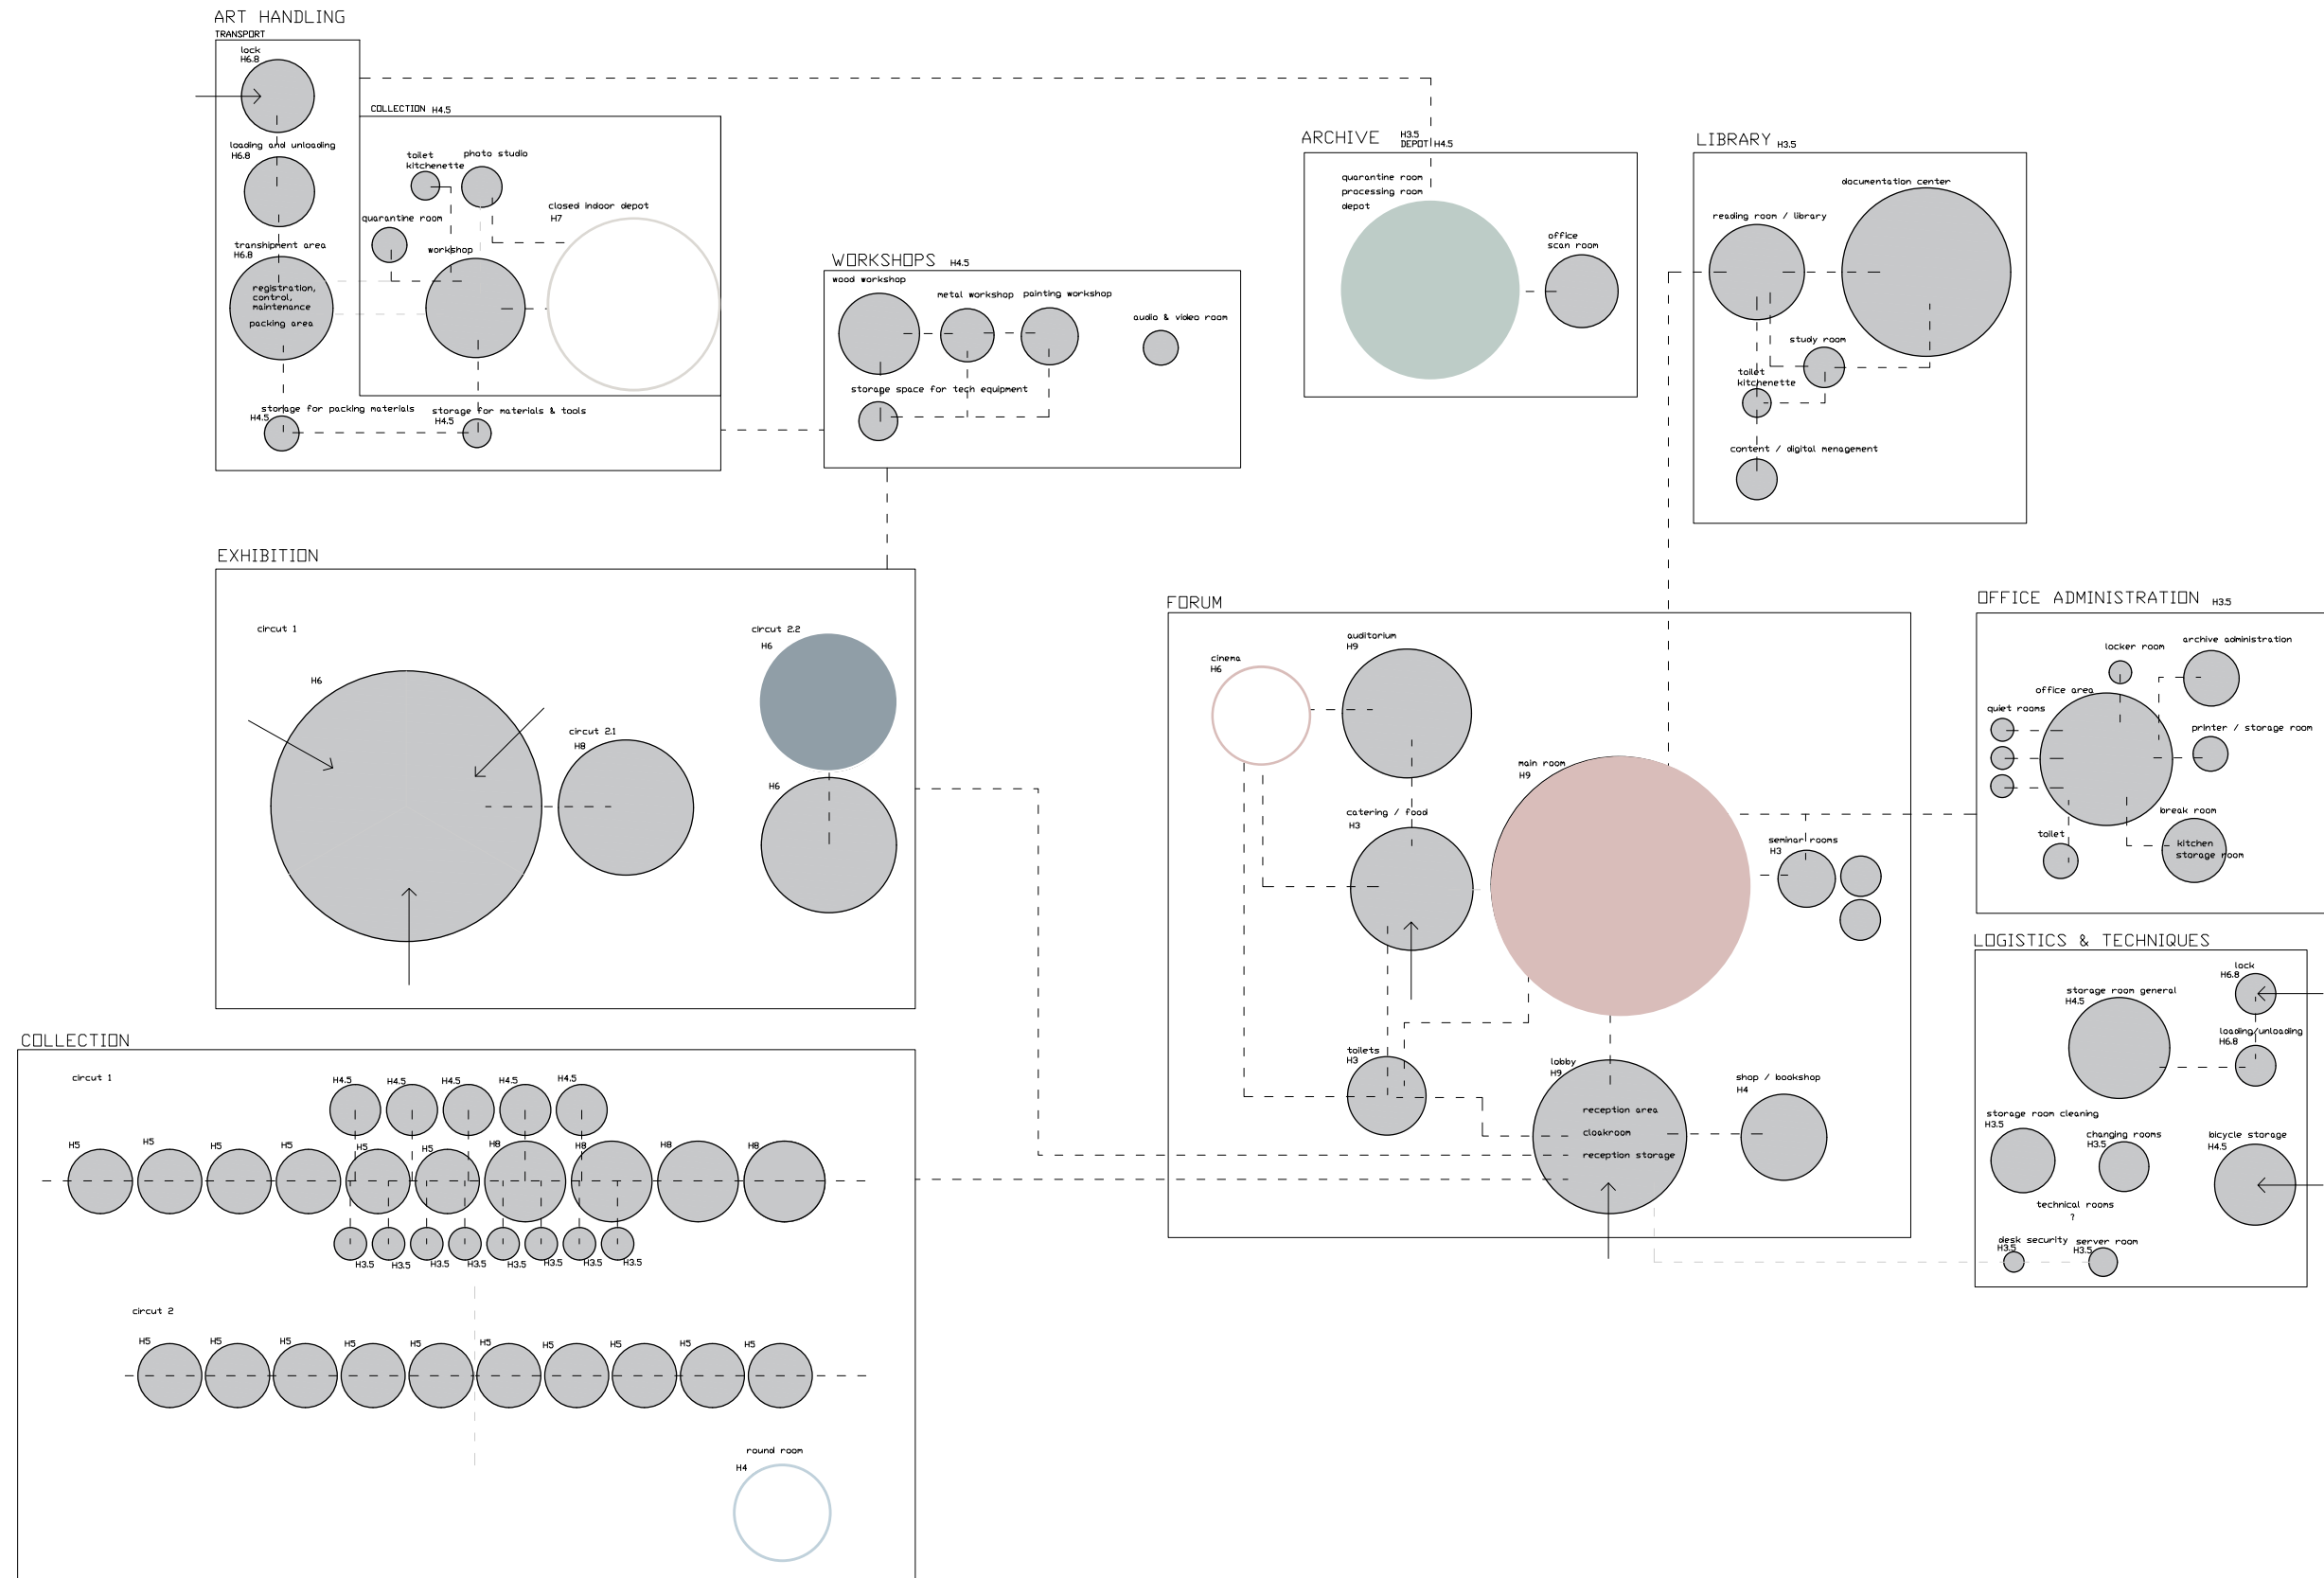 ART HANDLING
TRANSPORT
lock
H6.8
loading and unloading
H6.8
transhipment area
H6.8
registration,
control,
maintenance
packing area
storage for packing materials
H4.5
COLLECTION H4.5
toilet
kitchenette
photo studio
quarantine room
workshop
closed indoor depot
H7
storage for materials & tools
H4.5
WORKSHOPS H4.5
wood workshop
metal workshop
painting workshop
audio & video room
storage space for tech equipment
ARCHIVE H3.5
DEPOT H4.5
quarantine room
processing room
depot
office
scan room
LIBRARY H3.5
documentation center
reading room / library
study room
toilet
kitchenette
content / digital menagement
EXHIBITION
circut 1
H6
circut 2.1
H8
circut 2.2
H6
H6
FORUM
cinema
H6
auditorium
H9
main room
H9
catering / food
H3
seminar rooms
H3
toilets
H3
lobby
H9
reception area
cloakroom
reception storage
shop / bookshop
H4
OFFICE ADMINISTRATION H3.5
locker room
archive administration
office area
quiet rooms
printer / storage room
break room
kitchen
storage room
toilet
LOGISTICS & TECHNIQUES
lock
H6.8
storage room general
H4.5
loading/unloading
H6.8
storage room cleaning
H3.5
changing rooms
H3.5
bicycle storage
H4.5
technical rooms
?
desk security
H3.5
server room
H3.5
COLLECTION
circut 1
H4.5 H4.5 H4.5 H4.5 H4.5
H5 H5 H5 H5 H5 H5 H8 H8 H8 H8
H3.5 H3.5 H3.5 H3.5 H3.5 H3.5 H3.5 H3.5
circut 2
H5 H5 H5 H5 H5 H5 H5 H5 H5 H5
round room
H4